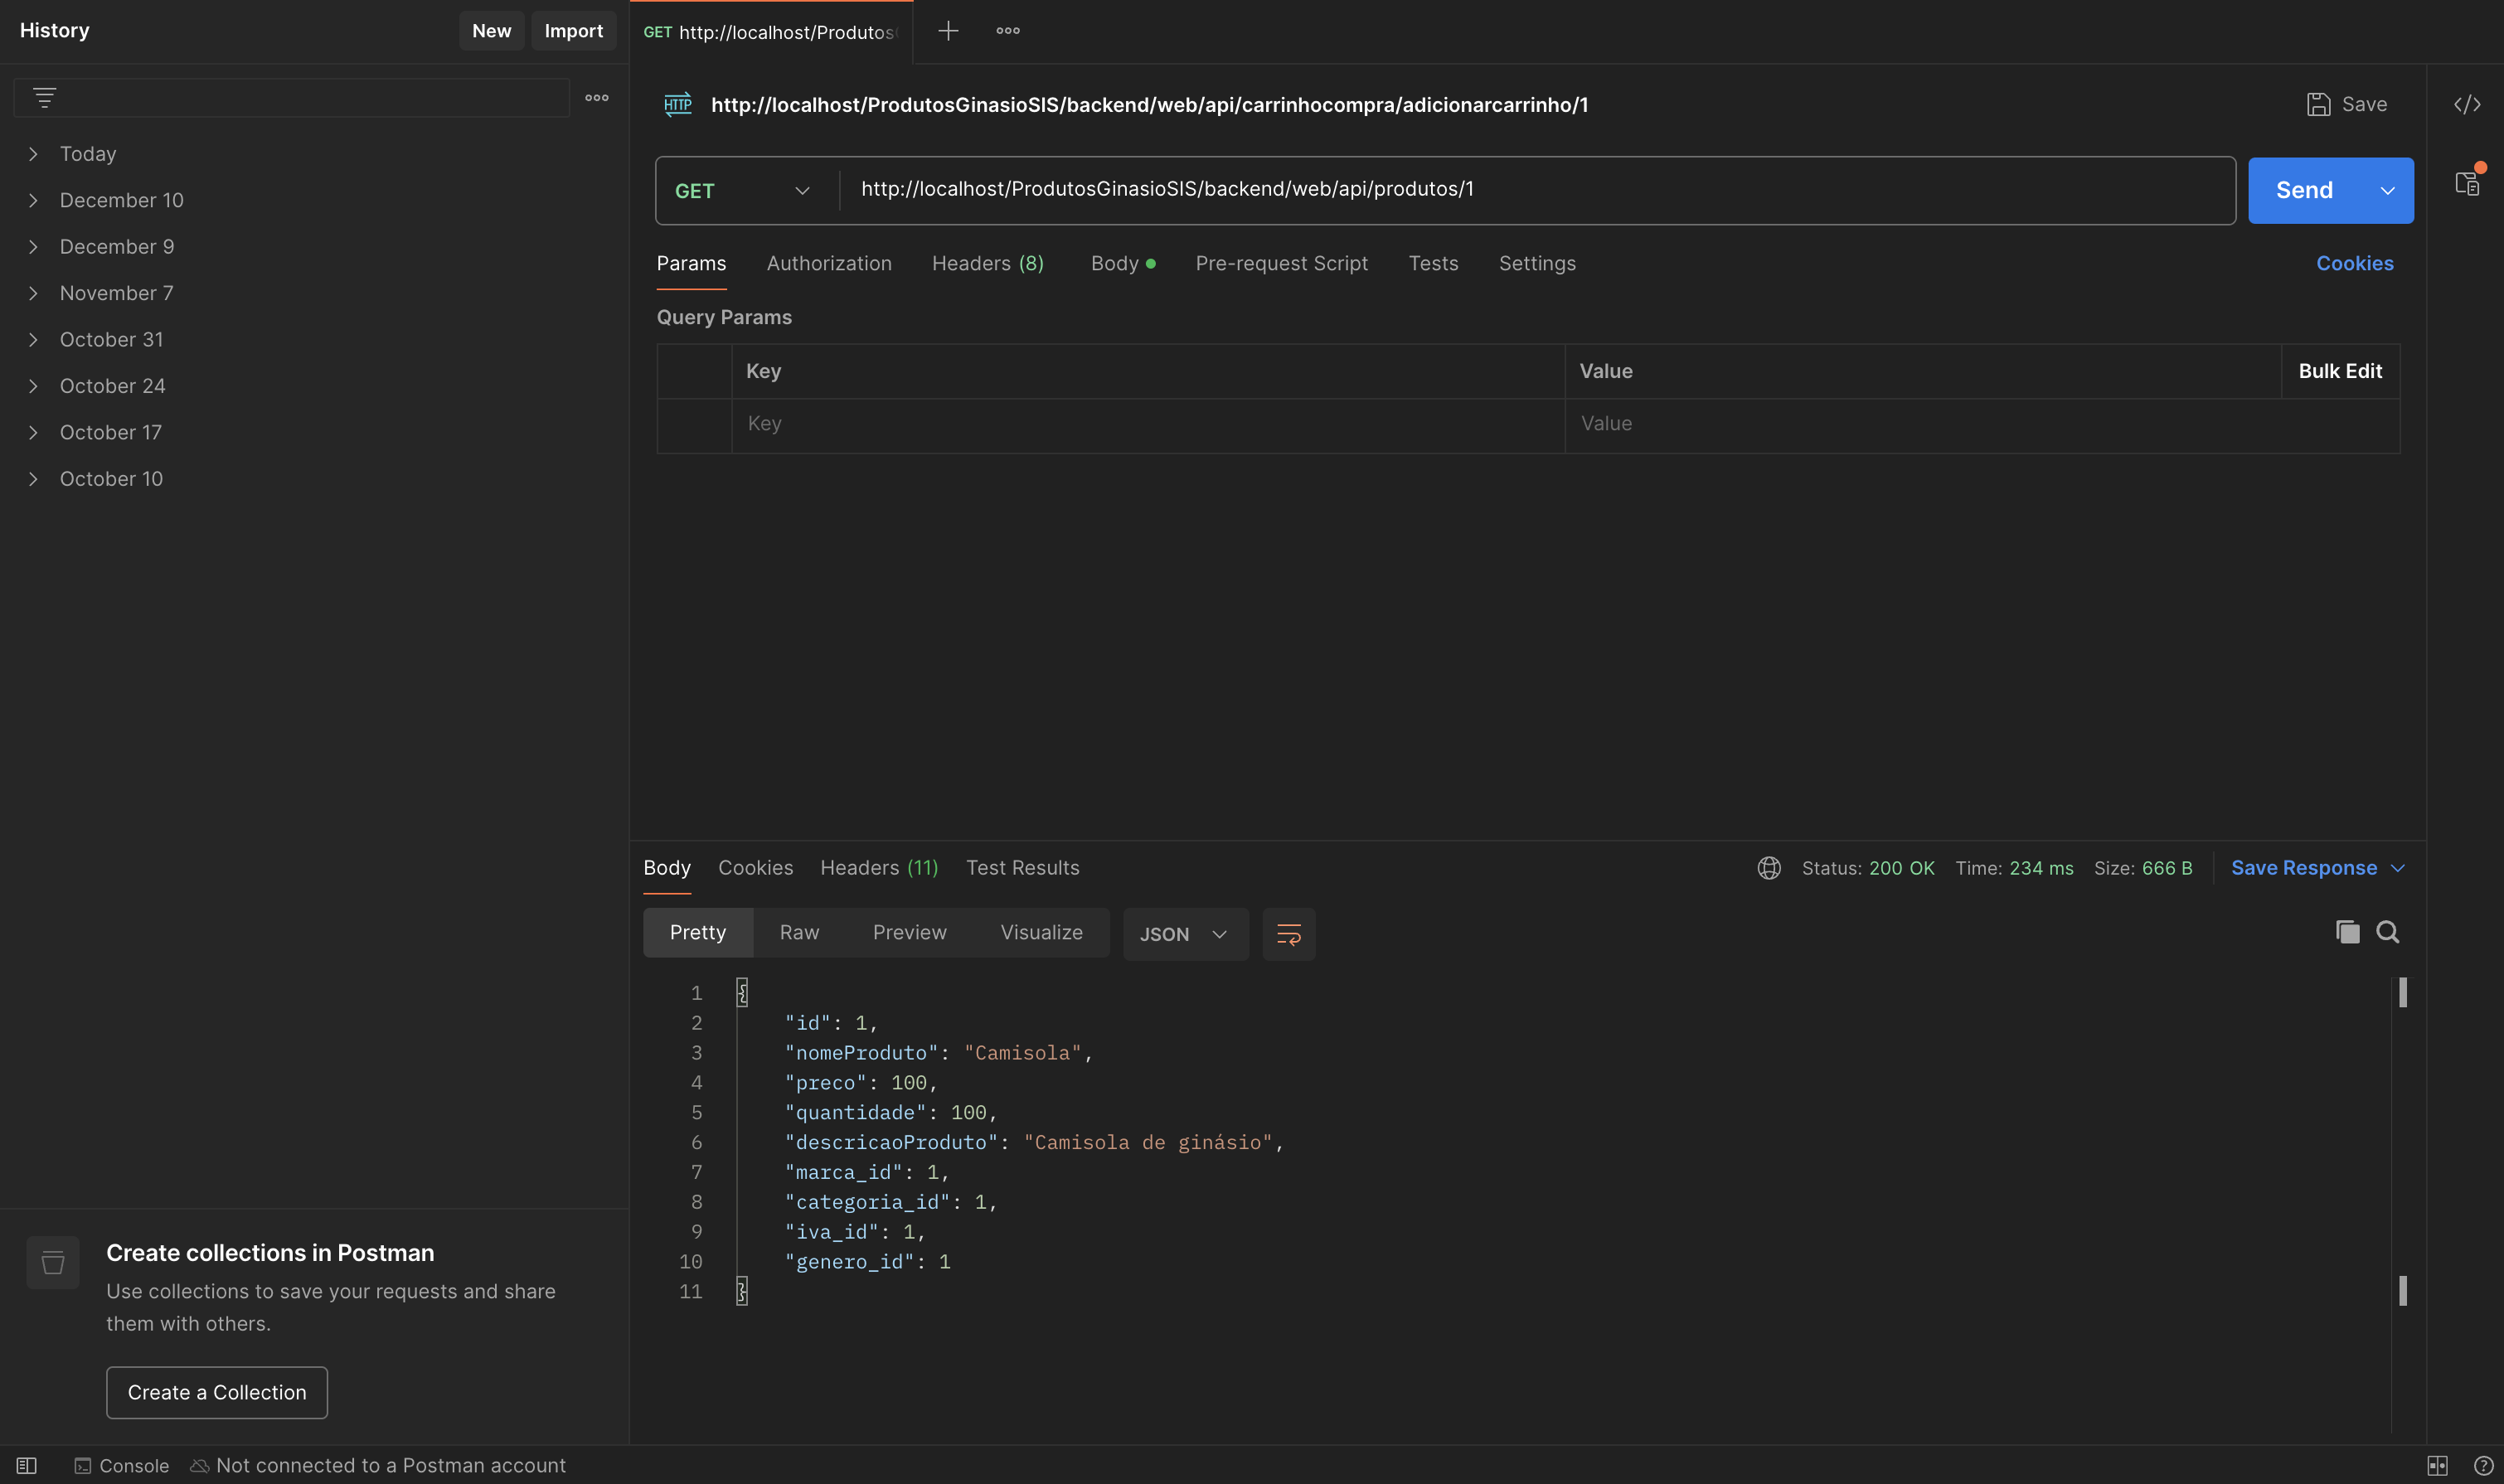 History
New
Import
GET http://localhost/Produtos
Today
December 10
December 9
November 7
October 31
October 24
October 17
October 10
Create collections in Postman
Use collections to save your requests and share
them with others.
Create a Collection
HTTP http://localhost/ProdutosGinasioSIS/backend/web/api/carrinhocompra/adicionarcarrinho/1
Save
GET http://localhost/ProdutosGinasioSIS/backend/web/api/produtos/1
Send
Params Authorization Headers (8) Body Pre-request Script Tests Settings Cookies
Query Params
Key Value Bulk Edit
Key Value
Body Cookies Headers (11) Test Results Status: 200 OK Time: 234 ms Size: 666 B Save Response
Pretty Raw Preview Visualize JSON
1 {
2 "id": 1,
3 "nomeProduto": "Camisola",
4 "preco": 100,
5 "quantidade": 100,
6 "descricaoProduto": "Camisola de ginásio",
7 "marca_id": 1,
8 "categoria_id": 1,
9 "iva_id": 1,
10 "genero_id": 1
11 }
Console Not connected to a Postman account